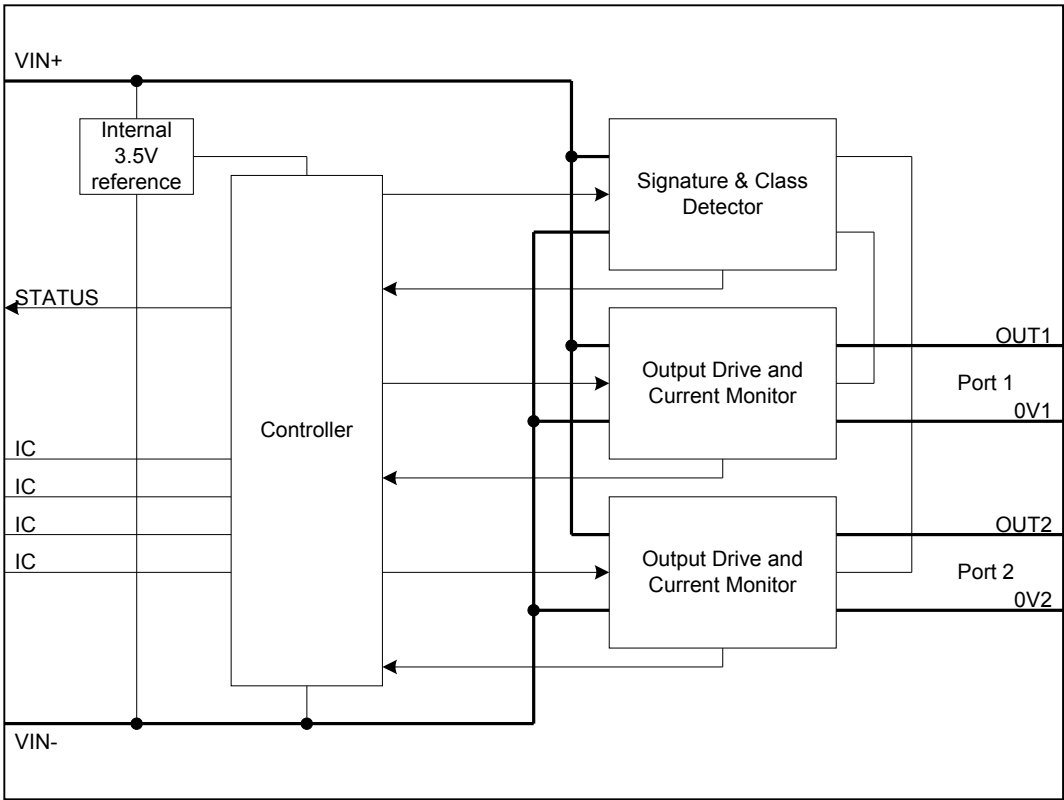 VIN+
Internal
3.5V
reference
Signature & Class
Detector
STATUS
OUT1
Output Drive and
Current Monitor
Port 1
0V1
Controller
IC
IC
IC
IC
OUT2
Output Drive and
Current Monitor
Port 2
0V2
VIN-